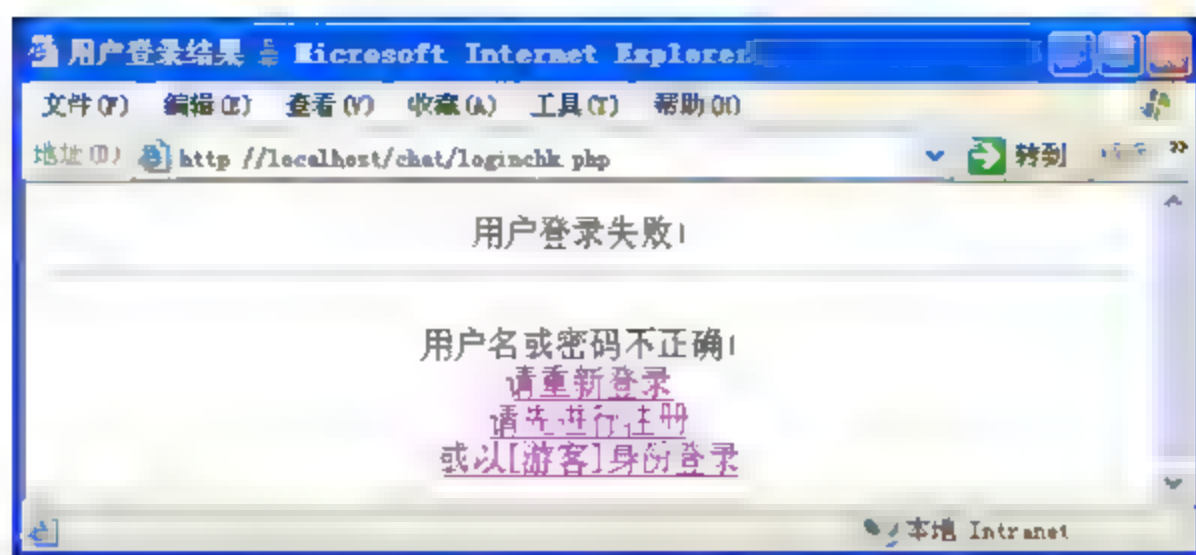 用户登录结果 - Microsoft Internet Explorer
文件(F) 编辑(E) 查看(V) 收藏(A) 工具(T) 帮助(H)
地址(D) http://localhost/chat/loginchk.php 转到 »
用户登录失败!
用户名或密码不正确!
请重新登录
请先进行注册
或以[游客]身份登录
本地 Intranet